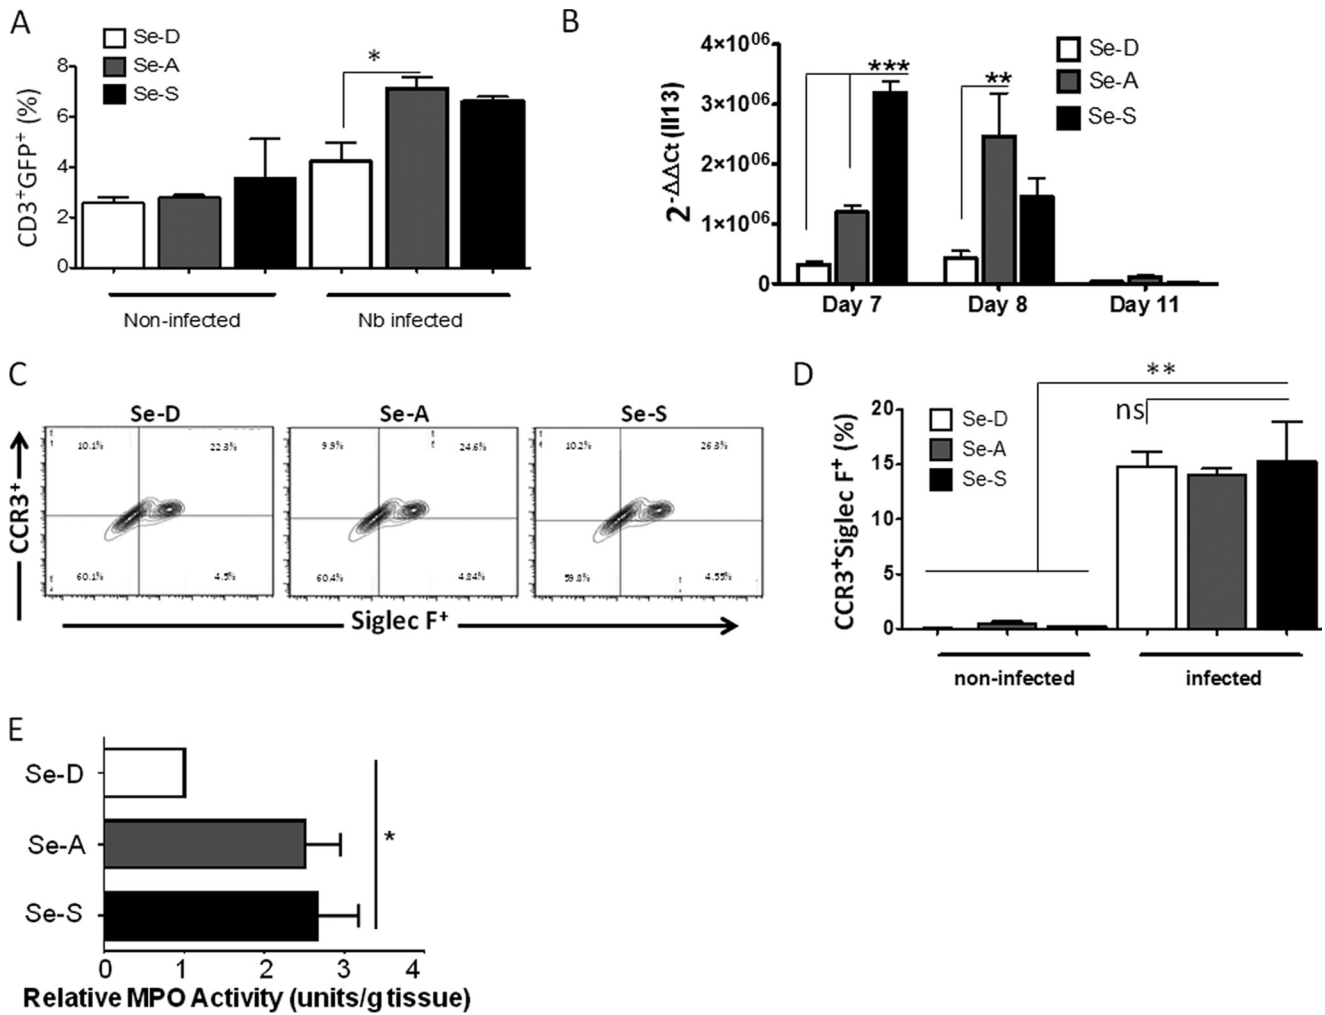 A
Se-D
Se-A
Se-S
*
8
6
4
2
0
CD3⁺GFP⁺ (%)
Non-infected
Nb infected
B
Se-D
Se-A
Se-S
***
**
4×10⁰⁶
3×10⁰⁶
2×10⁰⁶
1×10⁰⁶
0
2⁻ΔΔCt (Il13)
Day 7
Day 8
Day 11
C
Se-D
Se-A
Se-S
10.1%
22.3%
60.1%
4.5%
9.9%
24.6%
60.4%
4.84%
10.2%
26.3%
59.8%
4.55%
CCR3⁺
Siglec F⁺
D
**
ns
Se-D
Se-A
Se-S
20
15
10
5
0
CCR3⁺Siglec F⁺ (%)
non-infected
infected
E
Se-D
Se-A
Se-S
*
0 1 2 3 4
Relative MPO Activity (units/g tissue)